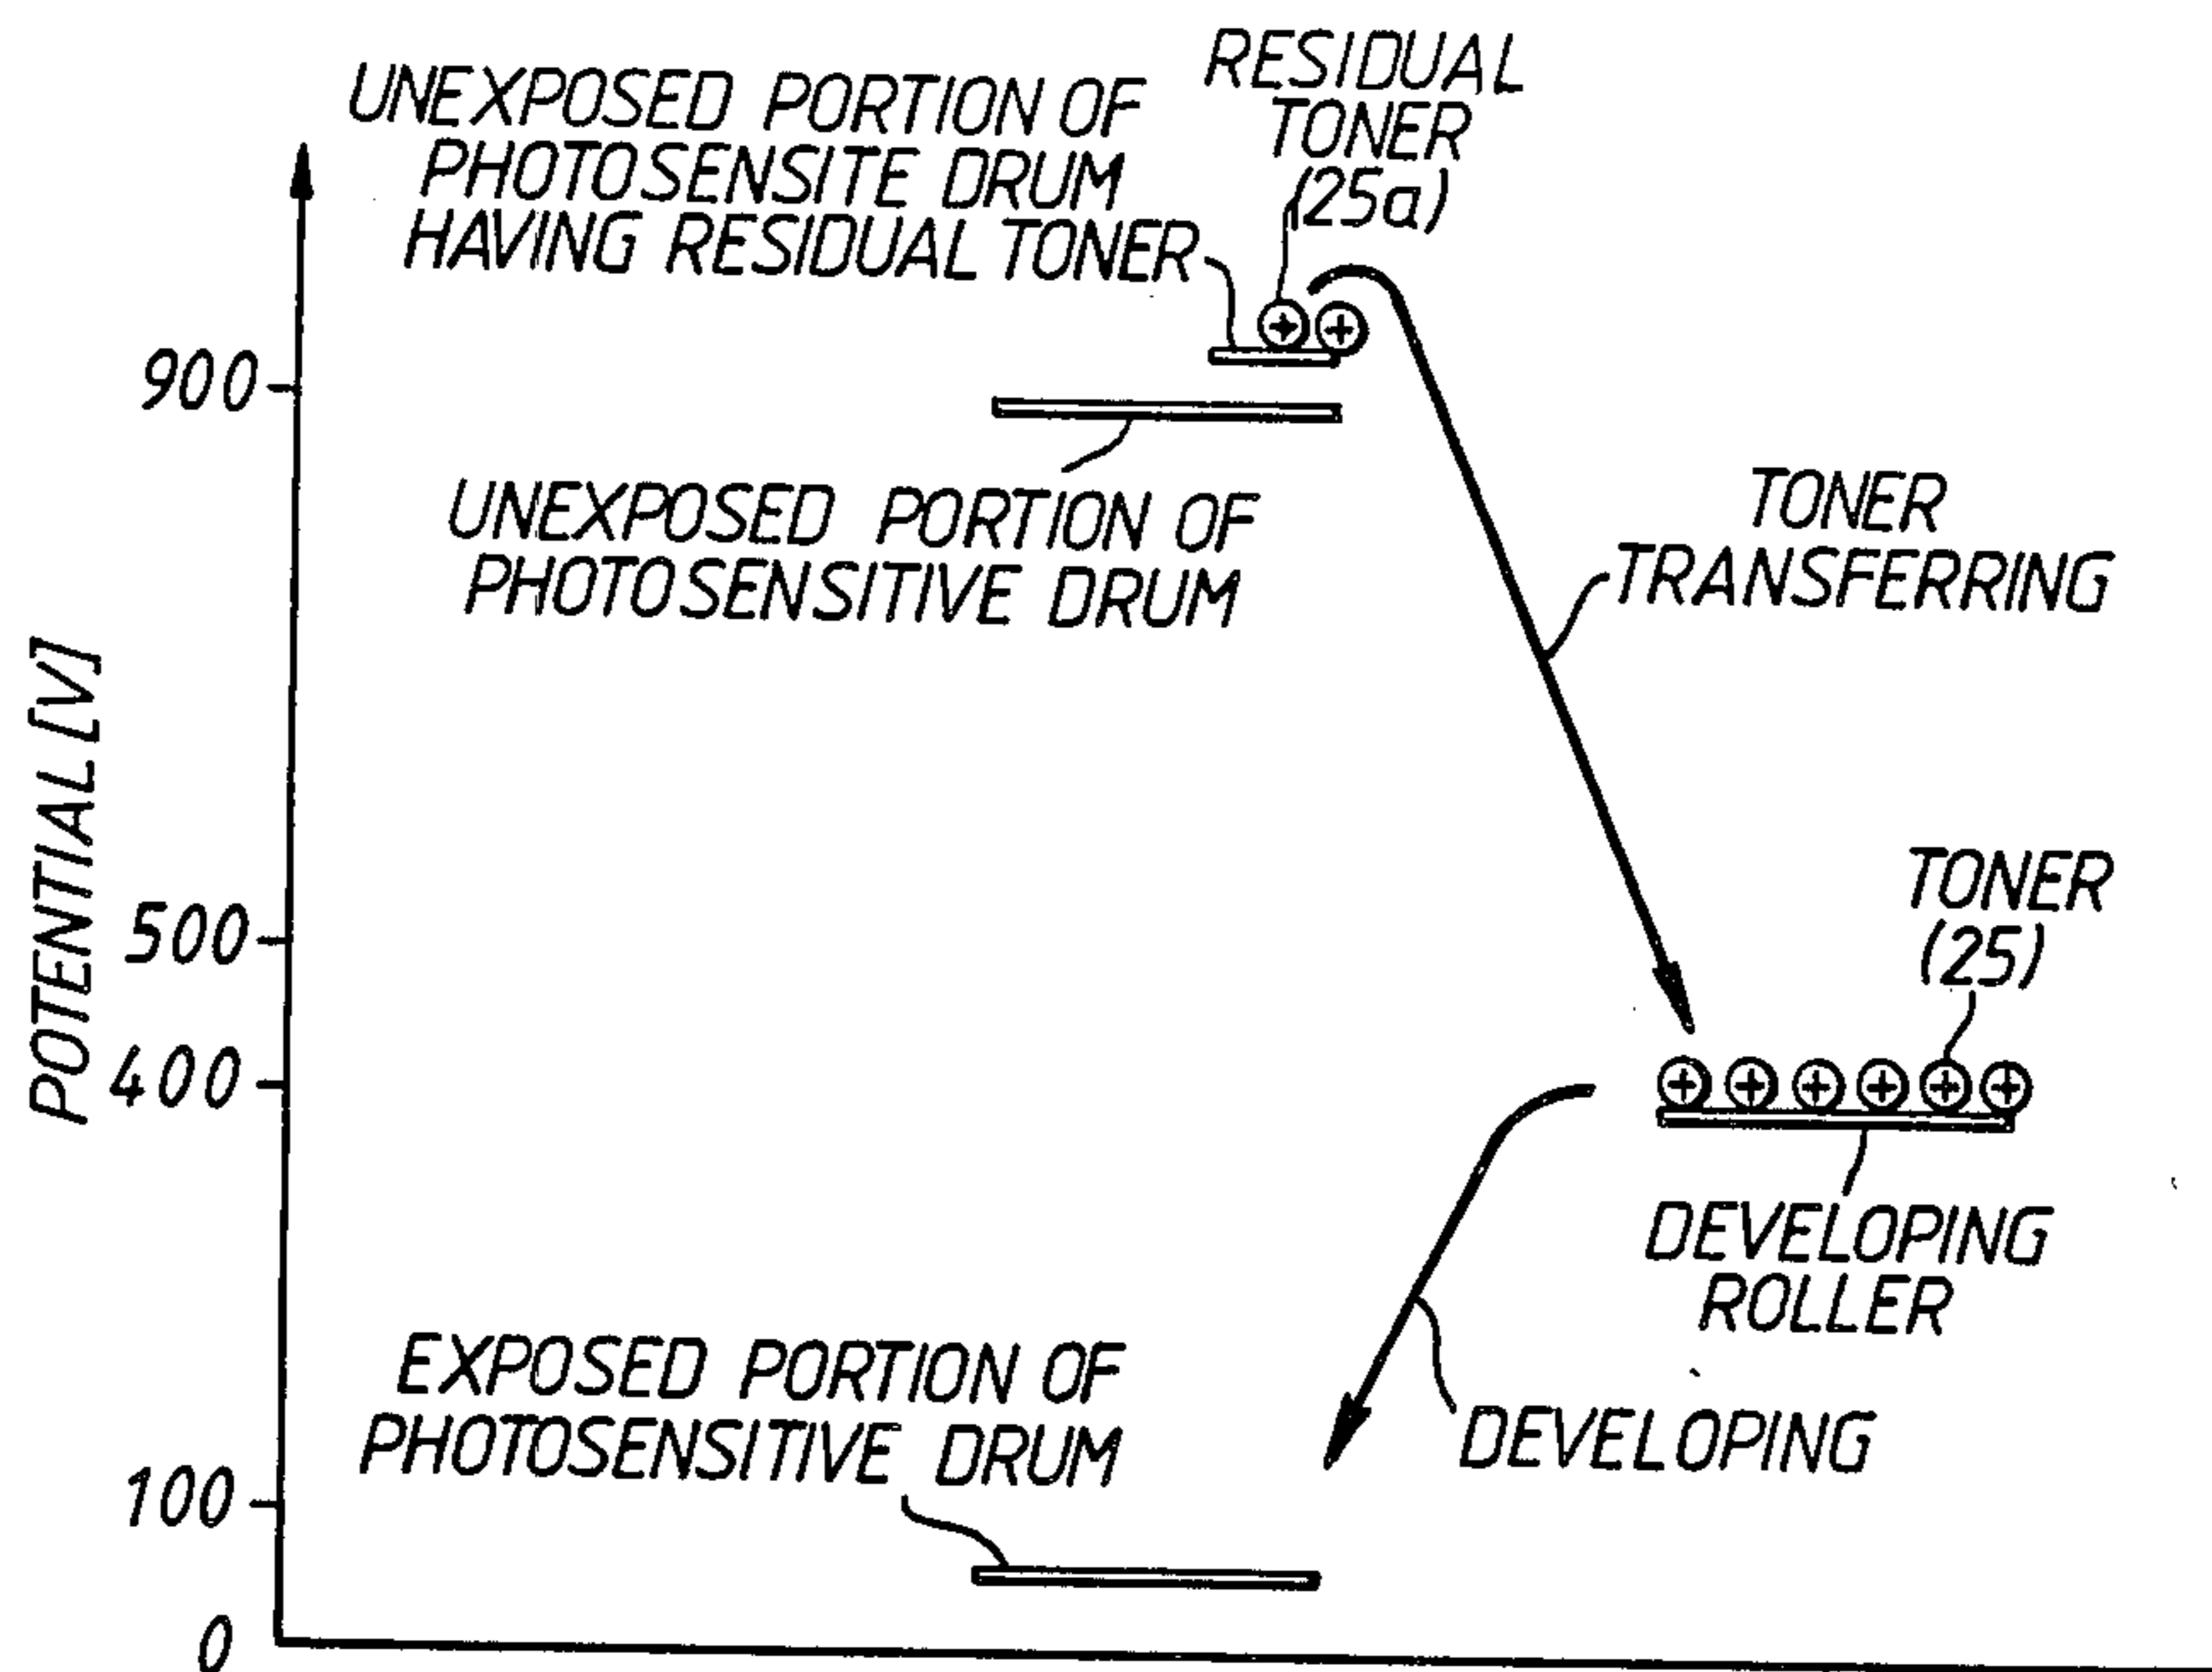 UNEXPOSED PORTION OF
PHOTOSENSITE DRUM
HAVING RESIDUAL TONER
RESIDUAL
TONER
(25a)
900
UNEXPOSED PORTION OF
PHOTOSENSITIVE DRUM
TONER
TRANSFERRING
POTENTIAL [V]
500
TONER
(25)
400
DEVELOPING
ROLLER
EXPOSED PORTION OF
PHOTOSENSITIVE DRUM
DEVELOPING
100
0